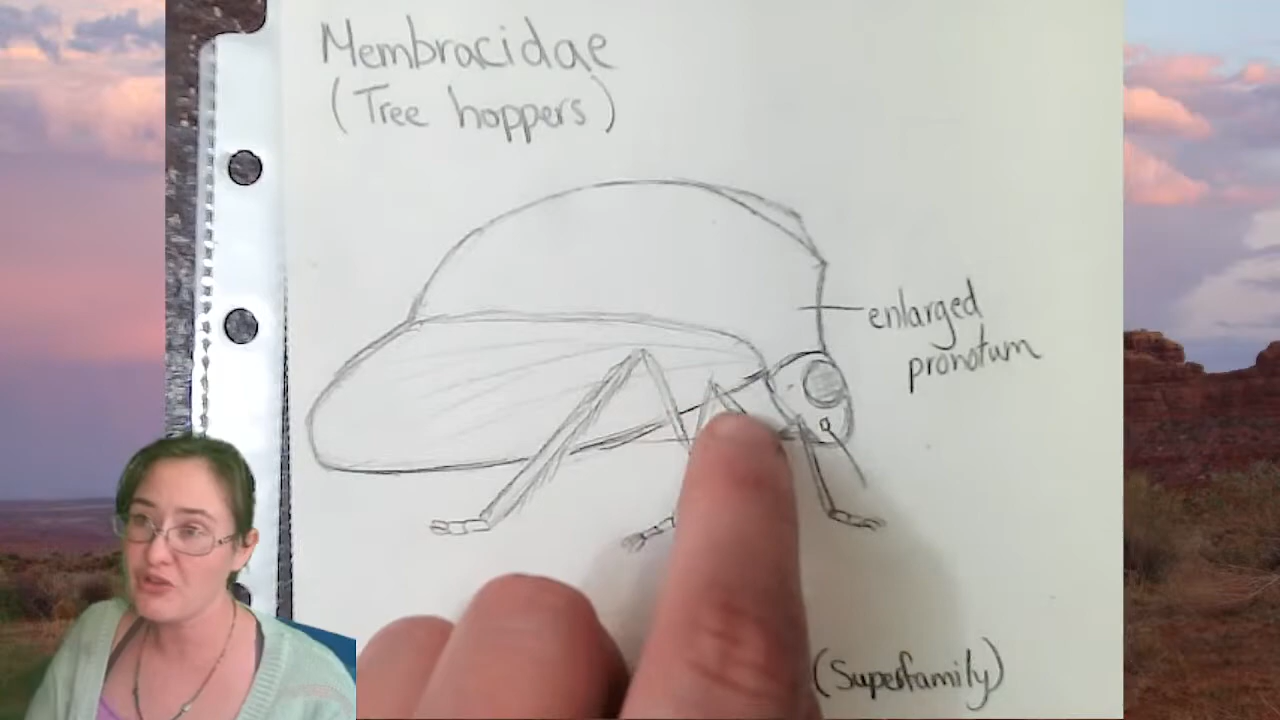 Membracidae
(Tree hoppers)
enlarged
pronotum
(Superfamily)